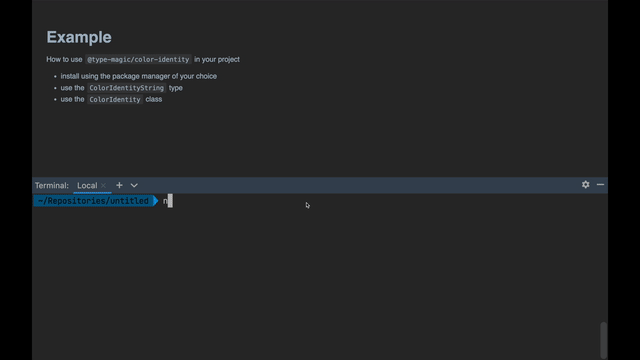 Example
How to use @type-magic/color-identity in your project
• install using the package manager of your choice
• use the ColorIdentityString type
• use the ColorIdentity class
Terminal: Local × +
~/Repositories/untitled n